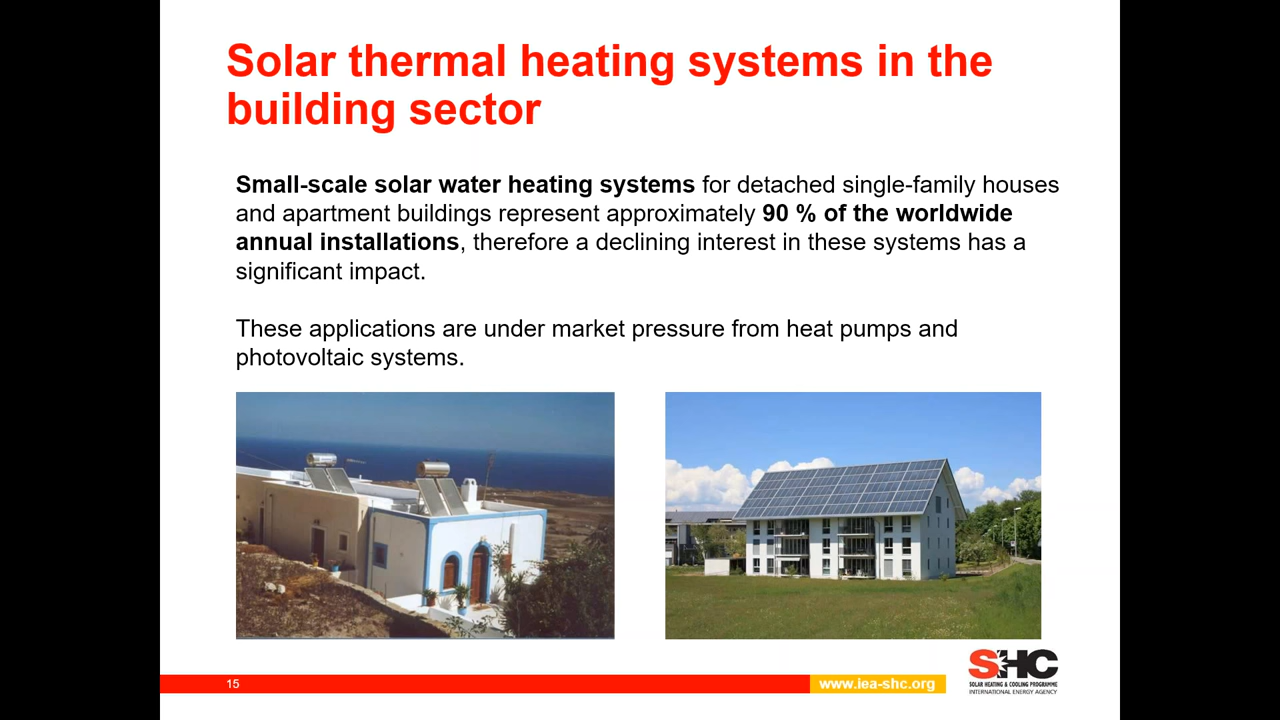 Solar thermal heating systems in the
building sector
Small-scale solar water heating systems for detached single-family houses
and apartment buildings represent approximately 90 % of the worldwide
annual installations, therefore a declining interest in these systems has a
significant impact.
These applications are under market pressure from heat pumps and
photovoltaic systems.
15
www.iea-shc.org
SHC
SOLAR HEATING & COOLING PROGRAMME
INTERNATIONAL ENERGY AGENCY